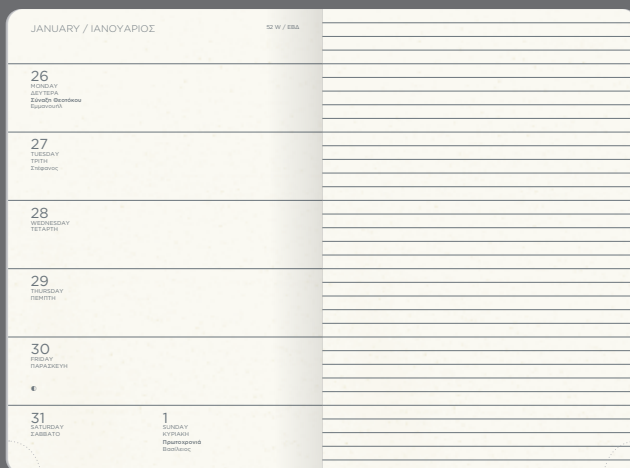 JANUARY / ΙΑΝΟΥΑΡΙΟΣ
52 W / ΕΒΔ
26
MONDAY
ΔΕΥΤΕΡΑ
Σύναξη Θεοτόκου
Εμμανουήλ
27
TUESDAY
ΤΡΙΤΗ
Στέφανος
28
WEDNESDAY
ΤΕΤΑΡΤΗ
29
THURSDAY
ΠΕΜΠΤΗ
30
FRIDAY
ΠΑΡΑΣΚΕΥΗ
31
SATURDAY
ΣΑΒΒΑΤΟ
1
SUNDAY
ΚΥΡΙΑΚΗ
Πρωτοχρονιά
Βασίλειος